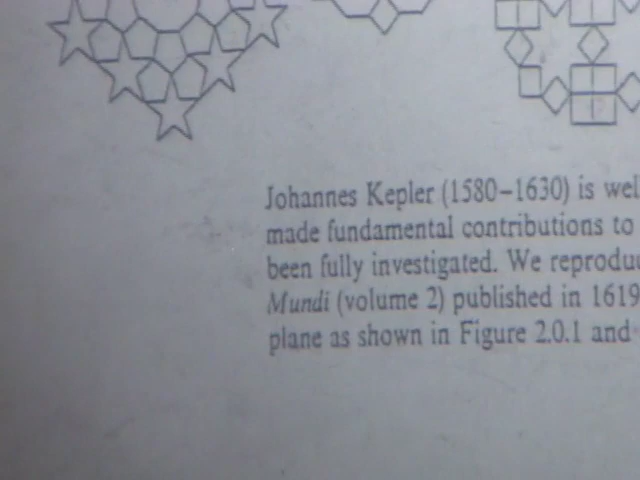 Johannes Kepler (1580–1630) is wel
made fundamental contributions to
been fully investigated. We reprodu
Mundi (volume 2) published in 1619
plane as shown in Figure 2.0.1 and